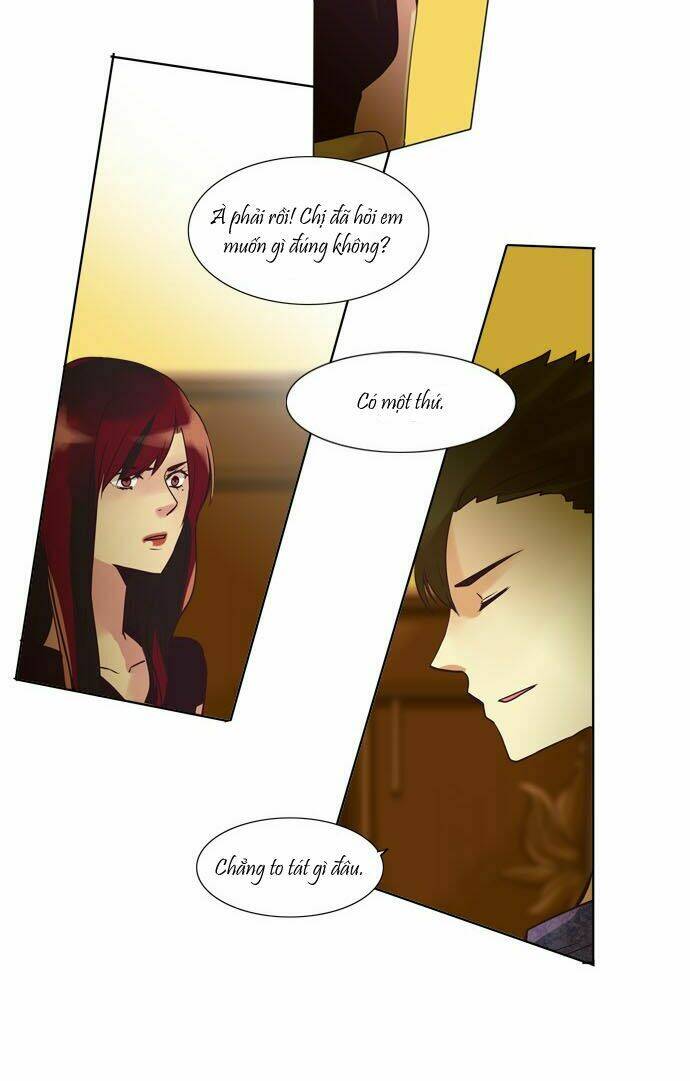 À phải rồi! Chị đã hỏi em
muốn gì đúng không?
Có một thứ.
Chẳng to tát gì đâu.